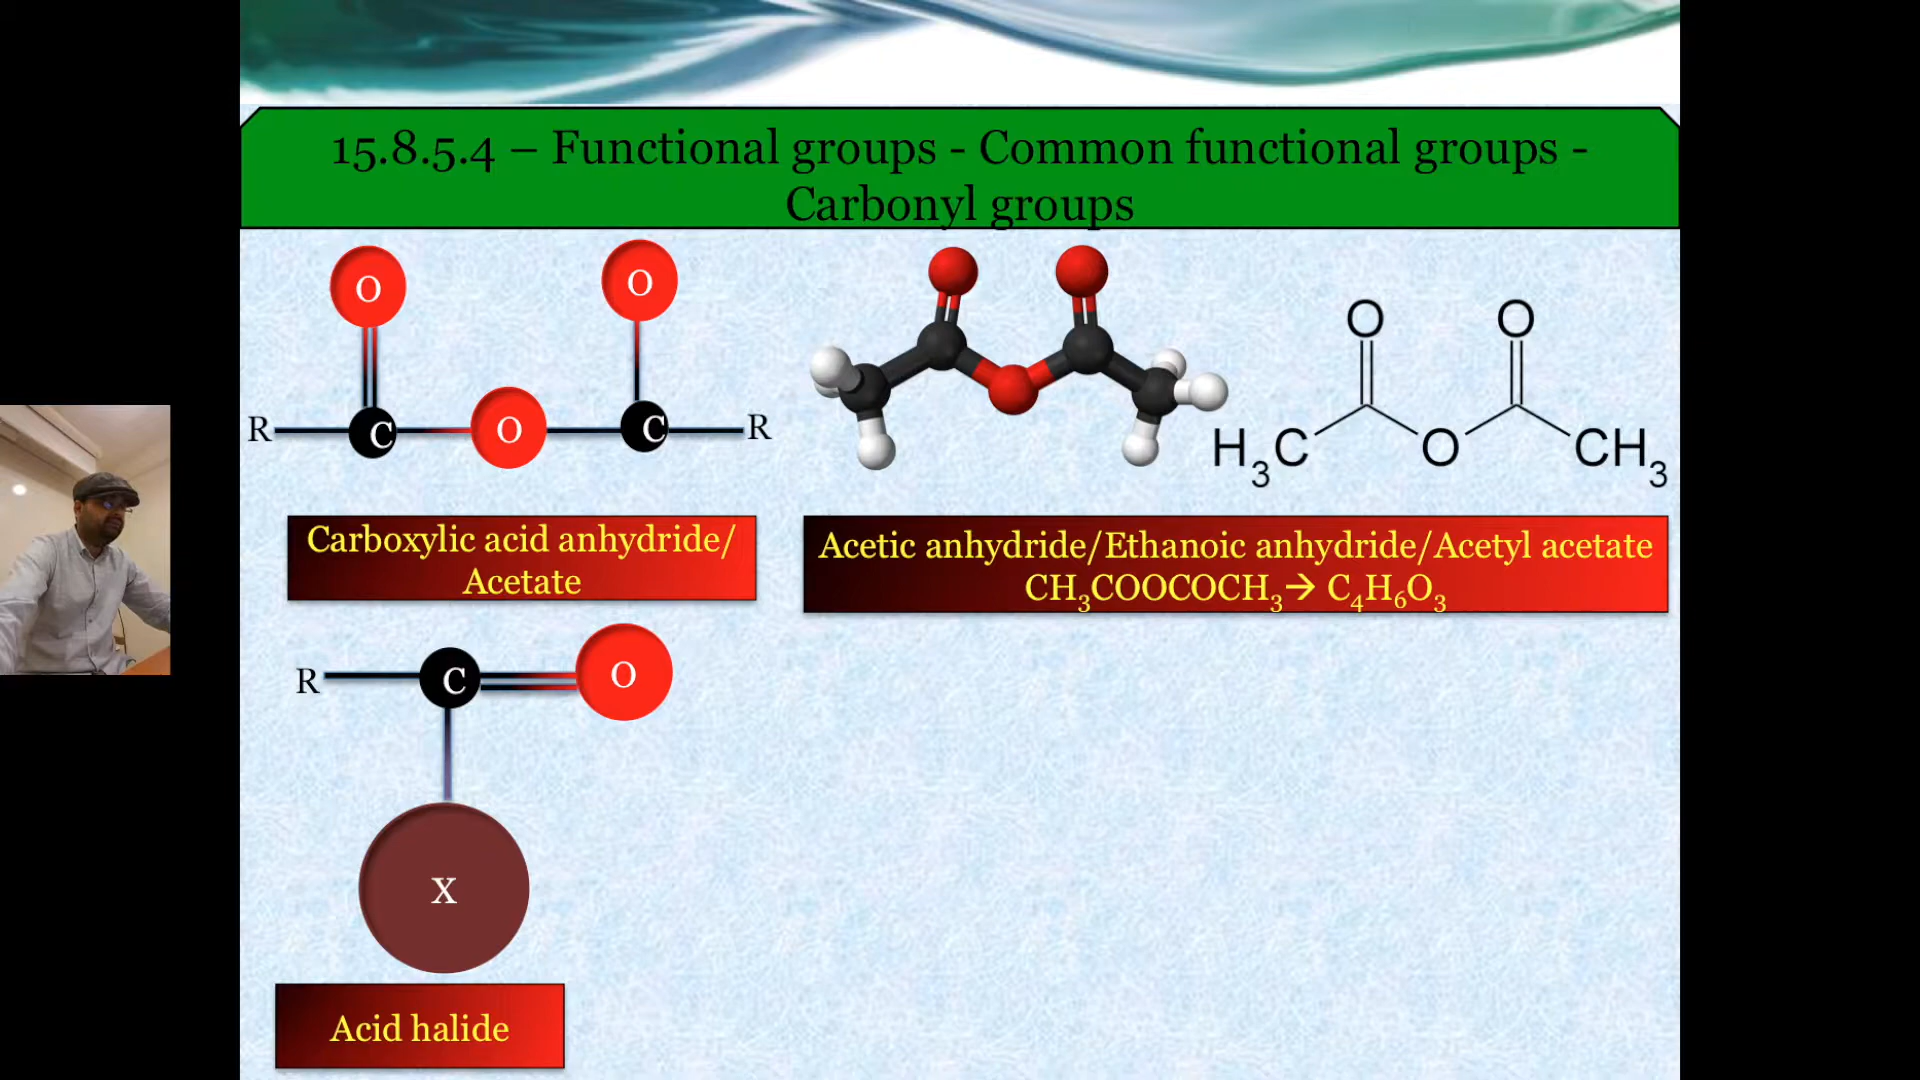 15.8.5.4 – Functional groups - Common functional groups -
Carbonyl groups
O
O
R
C
O
C
R
O
O
H3C
O
CH3
Carboxylic acid anhydride/
Acetate
Acetic anhydride/Ethanoic anhydride/Acetyl acetate
CH₃COOCOCH₃→ C₄H₆O₃
R
C
O
X
Acid halide